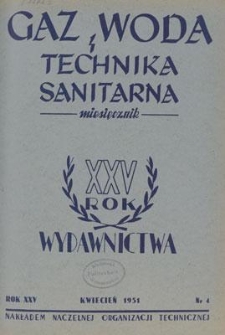 GAZ, WODA
i
TECHNIKA
SANITARNA
miesięcznik
XXV
ROK
WYDAWNICTWA
ROK XXV KWIECIEŃ 1951 Nr 4
NAKŁADEM NACZELNEJ ORGANIZACJI TECHNICZNEJ